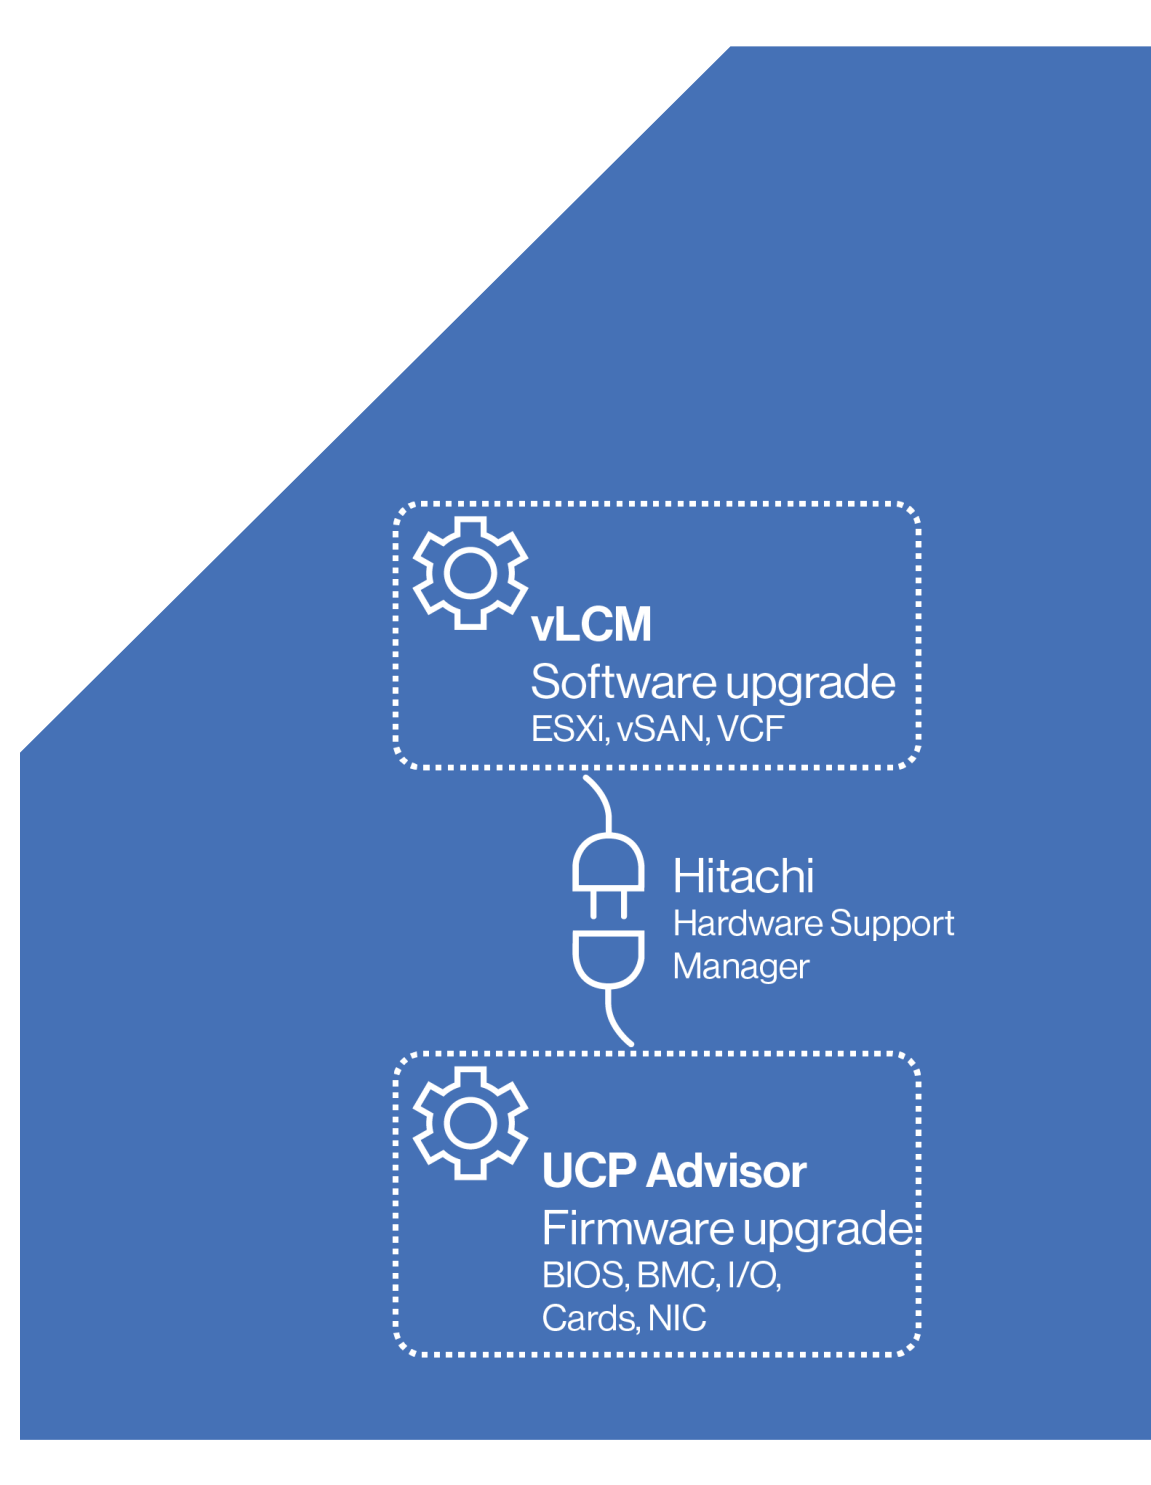 vLCM
Software upgrade
ESXi, vSAN, VCF
Hitachi
Hardware Support
Manager
UCP Advisor
Firmware upgrade
BIOS, BMC, I/O,
Cards, NIC